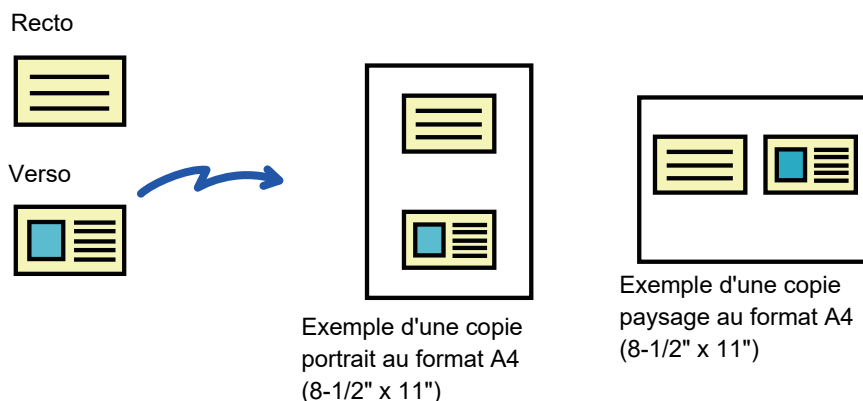 Recto
Verso
Exemple d'une copie
portrait au format A4
(8-1/2" x 11")
Exemple d'une copie
paysage au format A4
(8-1/2" x 11")